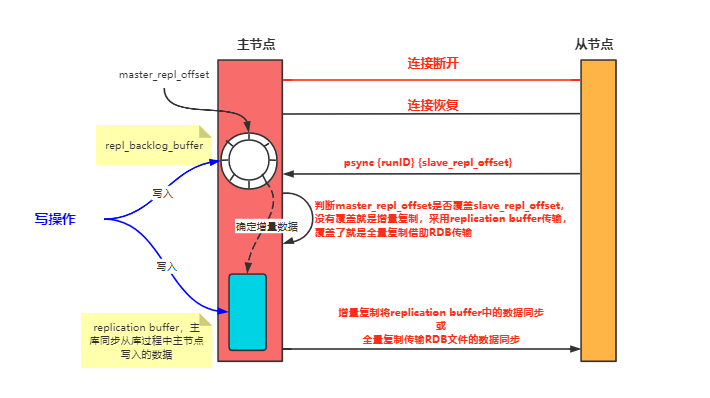 主节点
从节点
连接断开
master_repl_offset
连接恢复
repl_backlog_buffer
psync {runID} {slave_repl_offset}
写入
判断master_repl_offset是否覆盖slave_repl_offset,
没有覆盖就是增量复制，采用replication buffer传输，
覆盖了就是全量复制借助RDB传输
写操作
确定增量数据
写入
replication buffer，主
库同步从库过程中主节点
写入的数据
增量复制将replication buffer中的数据同步
或
全量复制传输RDB文件的数据同步